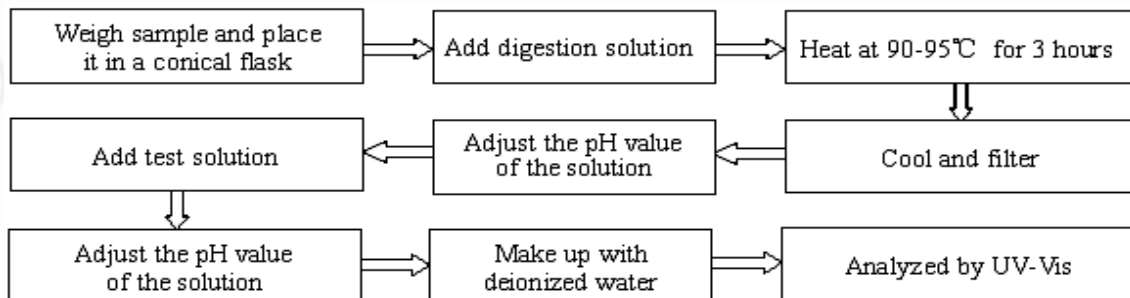 Weigh sample and place
it in a conical flask
Add digestion solution
Heat at 90-95℃ for 3 hours
Cool and filter
Adjust the pH value
of the solution
Add test solution
Adjust the pH value
of the solution
Make up with
deionized water
Analyzed by UV-Vis